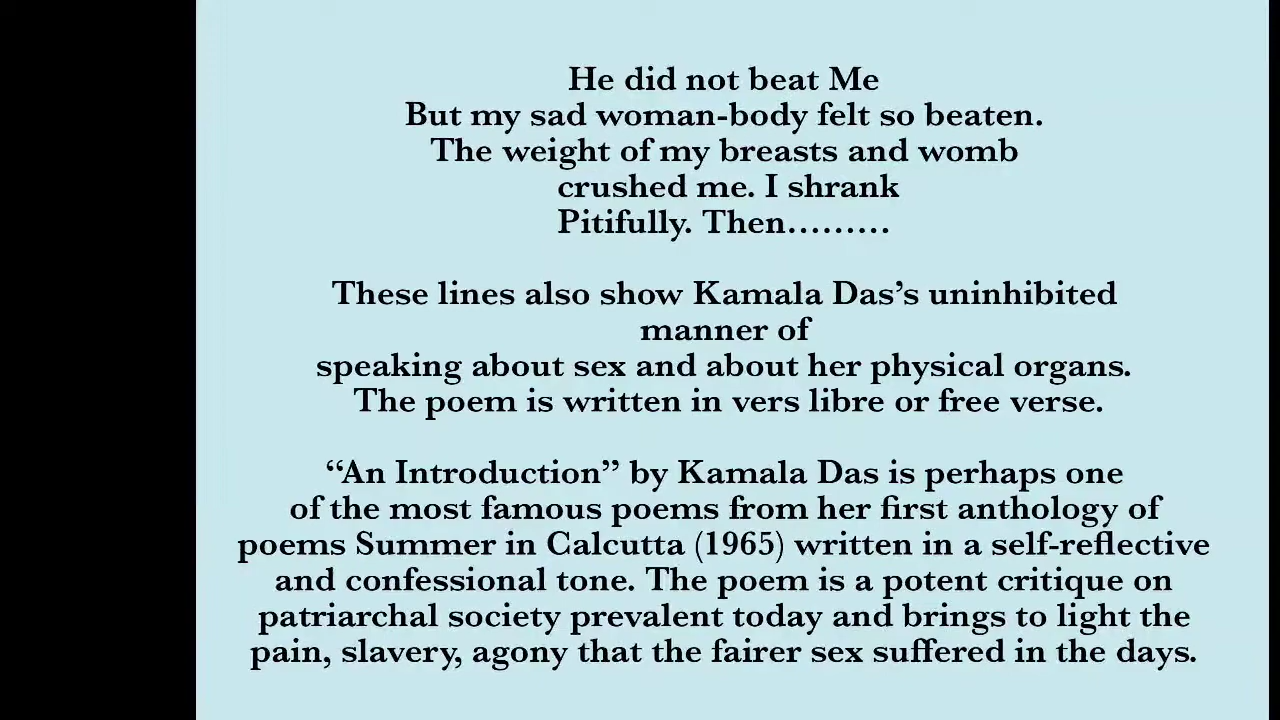 He did not beat Me
But my sad woman-body felt so beaten.
The weight of my breasts and womb
crushed me. I shrank
Pitifully. Then………
These lines also show Kamala Das’s uninhibited
manner of
speaking about sex and about her physical organs.
The poem is written in vers libre or free verse.
“An Introduction” by Kamala Das is perhaps one
of the most famous poems from her first anthology of
poems Summer in Calcutta (1965) written in a self-reflective
and confessional tone. The poem is a potent critique on
patriarchal society prevalent today and brings to light the
pain, slavery, agony that the fairer sex suffered in the days.